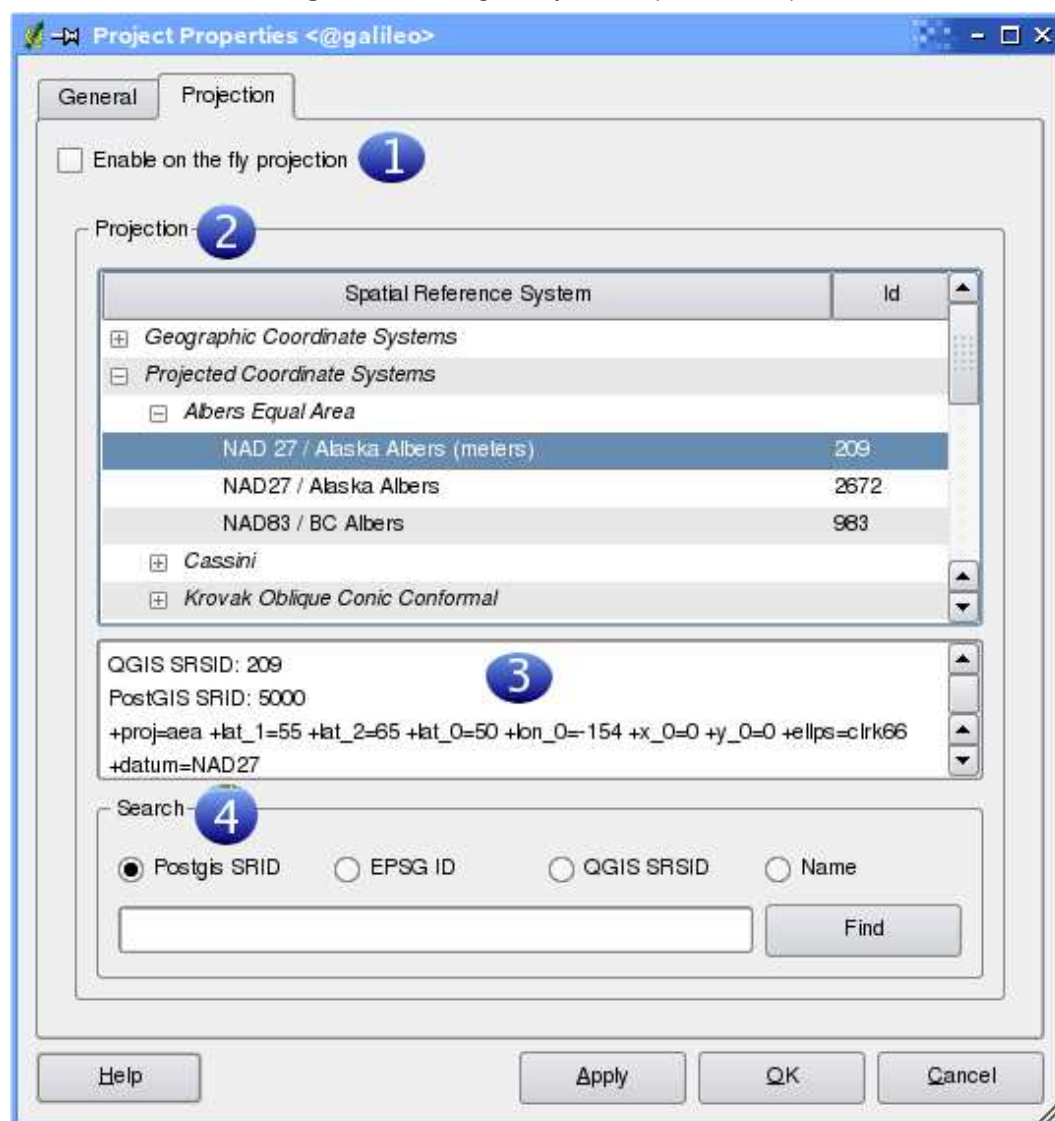 Project Properties <@galileo>
General Projection
Enable on the fly projection 1
Projection 2
Spatial Reference System Id
Geographic Coordinate Systems
Projected Coordinate Systems
Albers Equal Area
NAD 27 / Alaska Albers (meters) 209
NAD27 / Alaska Albers 2672
NAD83 / BC Albers 983
Cassini
Krovak Oblique Conic Conformal
QGIS SRSID: 209
3
PostGIS SRID: 5000
+proj=aea +lat_1=55 +lat_2=65 +lat_0=50 +lon_0=-154 +x_0=0 +y_0=0 +ellps=clrk66
+datum=NAD27
Search 4
Postgis SRID EPSG ID QGIS SRSID Name
Find
Help Apply OK Cancel